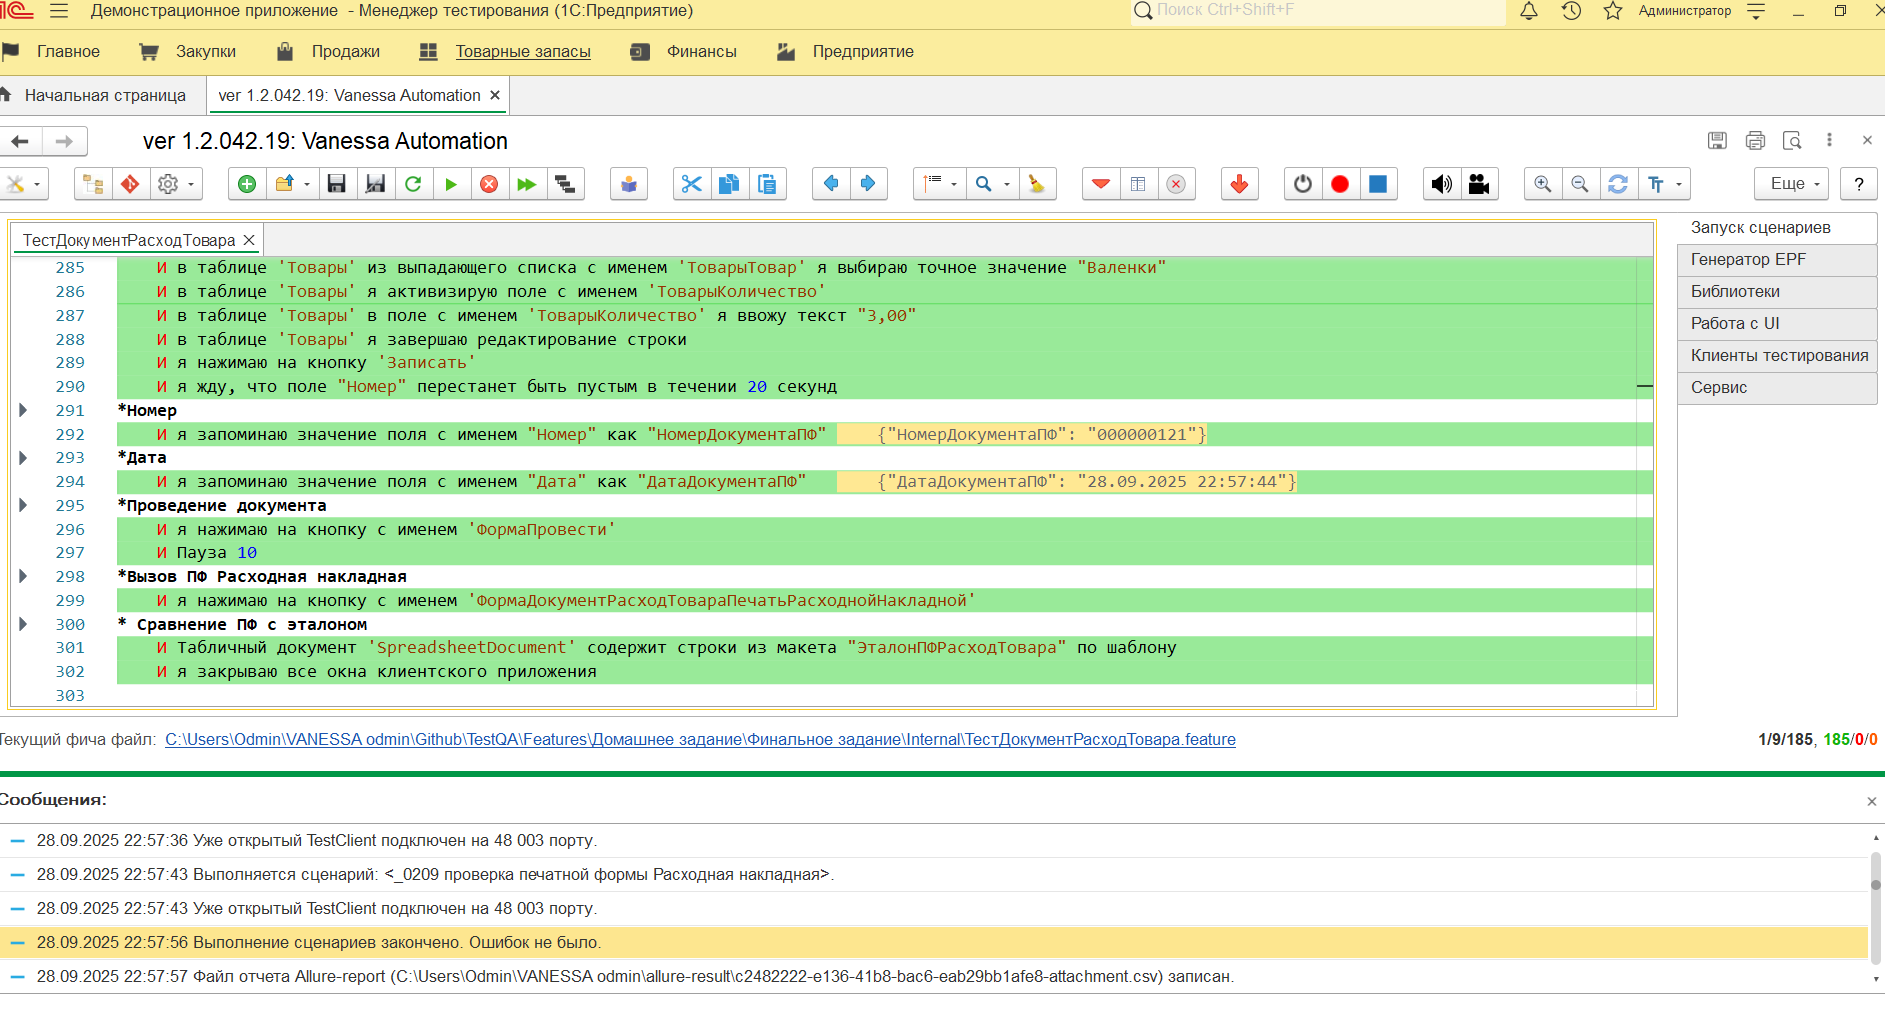 Демонстрационное приложение - Менеджер тестирования (1С:Предприятие)
Поиск Ctrl+Shift+F
Администратор
Главное
Закупки
Продажи
Товарные запасы
Финансы
Предприятие
Начальная страница
ver 1.2.042.19: Vanessa Automation ×
ver 1.2.042.19: Vanessa Automation
Еще
?
ТестДокументРасходТовара ×
285 И в таблице 'Товары' из выпадающего списка с именем 'ТоварыТовар' я выбираю точное значение "Валенки"
286 И в таблице 'Товары' я активизирую поле с именем 'ТоварыКоличество'
287 И в таблице 'Товары' в поле с именем 'ТоварыКоличество' я ввожу текст "3,00"
288 И в таблице 'Товары' я завершаю редактирование строки
289 И я нажимаю на кнопку 'Записать'
290 И я жду, что поле "Номер" перестанет быть пустым в течении 20 секунд
291 *Номер
292 И я запоминаю значение поля с именем "Номер" как "НомерДокументаПФ" {"НомерДокументаПФ": "000000121"}
293 *Дата
294 И я запоминаю значение поля с именем "Дата" как "ДатаДокументаПФ" {"ДатаДокументаПФ": "28.09.2025 22:57:44"}
295 *Проведение документа
296 И я нажимаю на кнопку с именем 'ФормаПровести'
297 И Пауза 10
298 *Вызов ПФ Расходная накладная
299 И я нажимаю на кнопку с именем 'ФормаДокументРасходТовараПечатьРасходнойНакладной'
300 * Сравнение ПФ с эталоном
301 И Табличный документ 'SpreadsheetDocument' содержит строки из макета "ЭталонПФРасходТовара" по шаблону
302 И я закрываю все окна клиентского приложения
303
Запуск сценариев
Генератор EPF
Библиотеки
Работа с UI
Клиенты тестирования
Сервис
Текущий фича файл: C:\Users\Odmin\VANESSA odmin\Github\TestQA\Features\Домашнее задание\Финальное задание\Internal\ТестДокументРасходТовара.feature
1/9/185, 185/0/0
Сообщения:
28.09.2025 22:57:36 Уже открытый TestClient подключен на 48 003 порту.
28.09.2025 22:57:43 Выполняется сценарий: <_0209 проверка печатной формы Расходная накладная>.
28.09.2025 22:57:43 Уже открытый TestClient подключен на 48 003 порту.
28.09.2025 22:57:56 Выполнение сценариев закончено. Ошибок не было.
28.09.2025 22:57:57 Файл отчета Allure-report (C:\Users\Odmin\VANESSA odmin\allure-result\c2482222-e136-41b8-bac6-eab29bb1afe8-attachment.csv) записан.